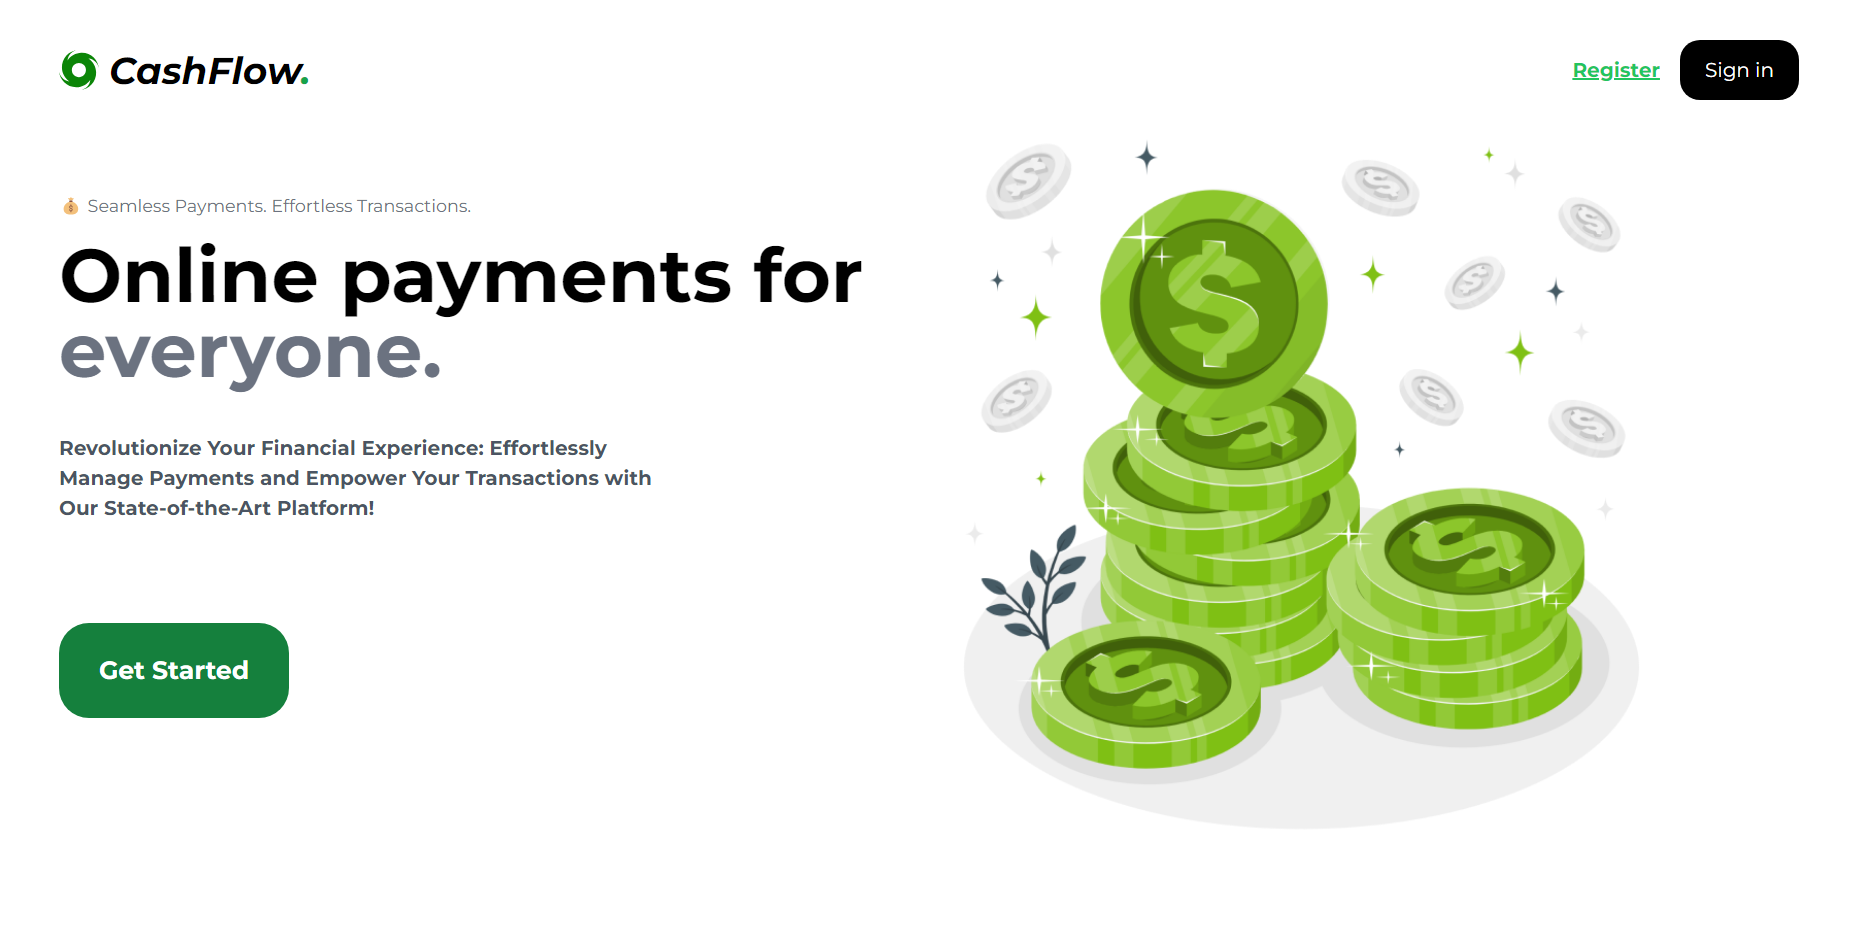 CashFlow.
Register
Sign in
💰 Seamless Payments. Effortless Transactions.
Online payments for
everyone.
Revolutionize Your Financial Experience: Effortlessly
Manage Payments and Empower Your Transactions with
Our State-of-the-Art Platform!
Get Started